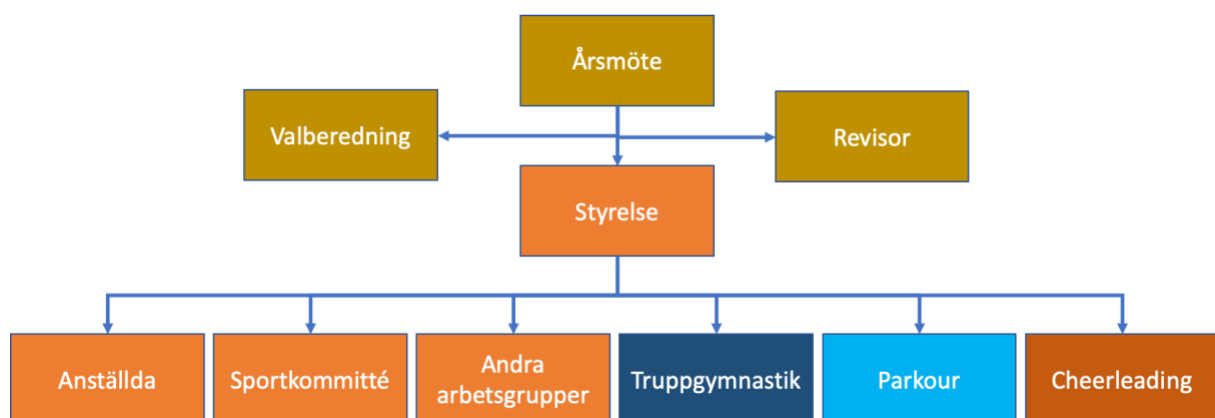 Årsmöte
Valberedning
Revisor
Styrelse
Anställda
Sportkommitté
Andra
arbetsgrupper
Truppgymnastik
Parkour
Cheerleading